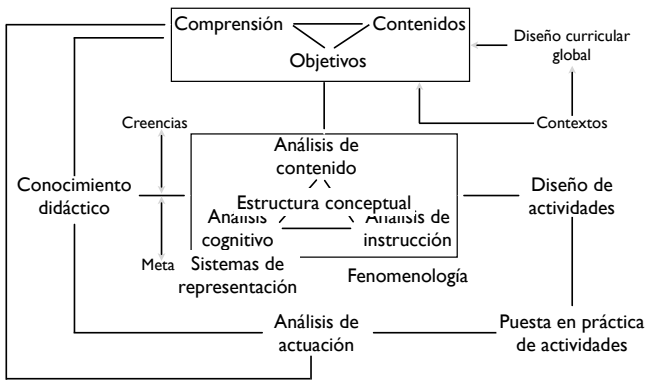 Comprensión
Contenidos
Objetivos
Diseño curricular
global
Contextos
Creencias
Análisis de
contenido
Conocimiento
didáctico
Estructura conceptual
Análisis
cognitivo
Análisis de
instrucción
Diseño de
actividades
Meta
Sistemas de
representación
Fenomenología
Análisis de
actuación
Puesta en práctica
de actividades